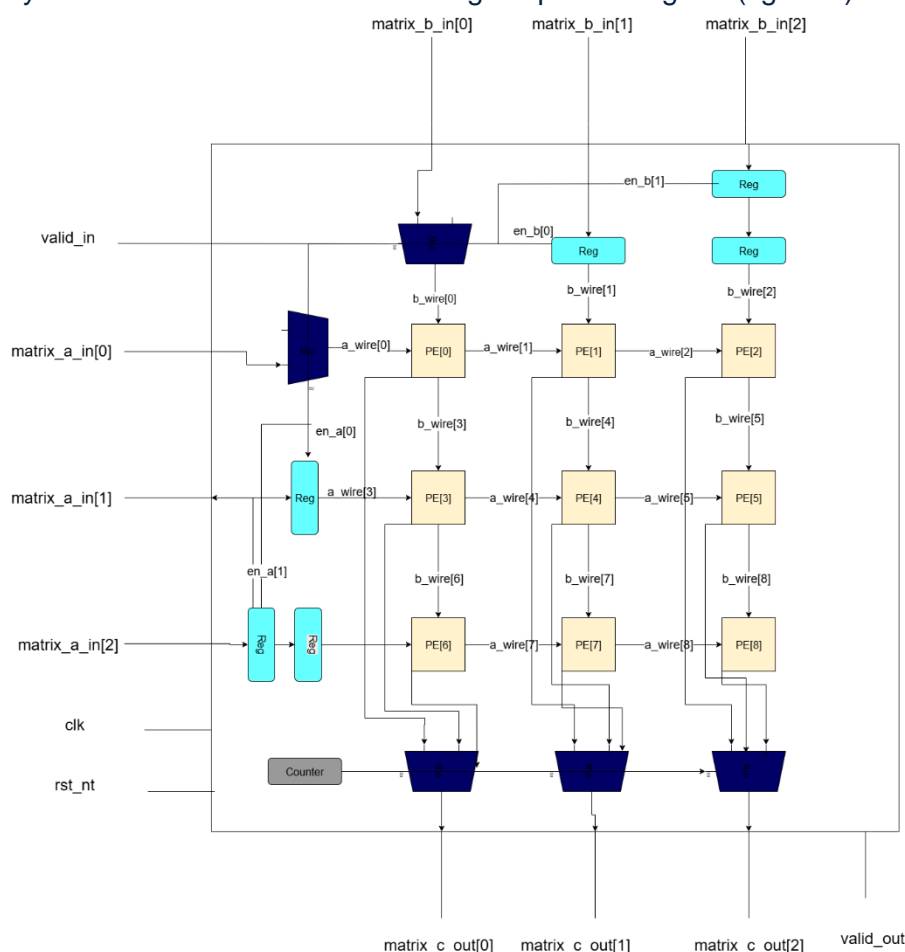 matrix_b_in[0]
matrix_b_in[1]
matrix_b_in[2]
en_b[1]
Reg
valid_in
en_b[0]
Reg
Reg
b_wire[0]
b_wire[1]
b_wire[2]
matrix_a_in[0]
a_wire[0]
PE[0]
a_wire[1]
PE[1]
a_wire[2]
PE[2]
en_a[0]
b_wire[3]
b_wire[4]
b_wire[5]
matrix_a_in[1]
Reg
a_wire[3]
PE[3]
a_wire[4]
PE[4]
a_wire[5]
PE[5]
en_a[1]
b_wire[6]
b_wire[7]
b_wire[8]
matrix_a_in[2]
Reg
Reg
PE[6]
a_wire[7]
PE[7]
a_wire[8]
PE[8]
clk
rst_nt
Counter
matrix_c_out[0]
matrix_c_out[1]
matrix_c_out[2]
valid_out